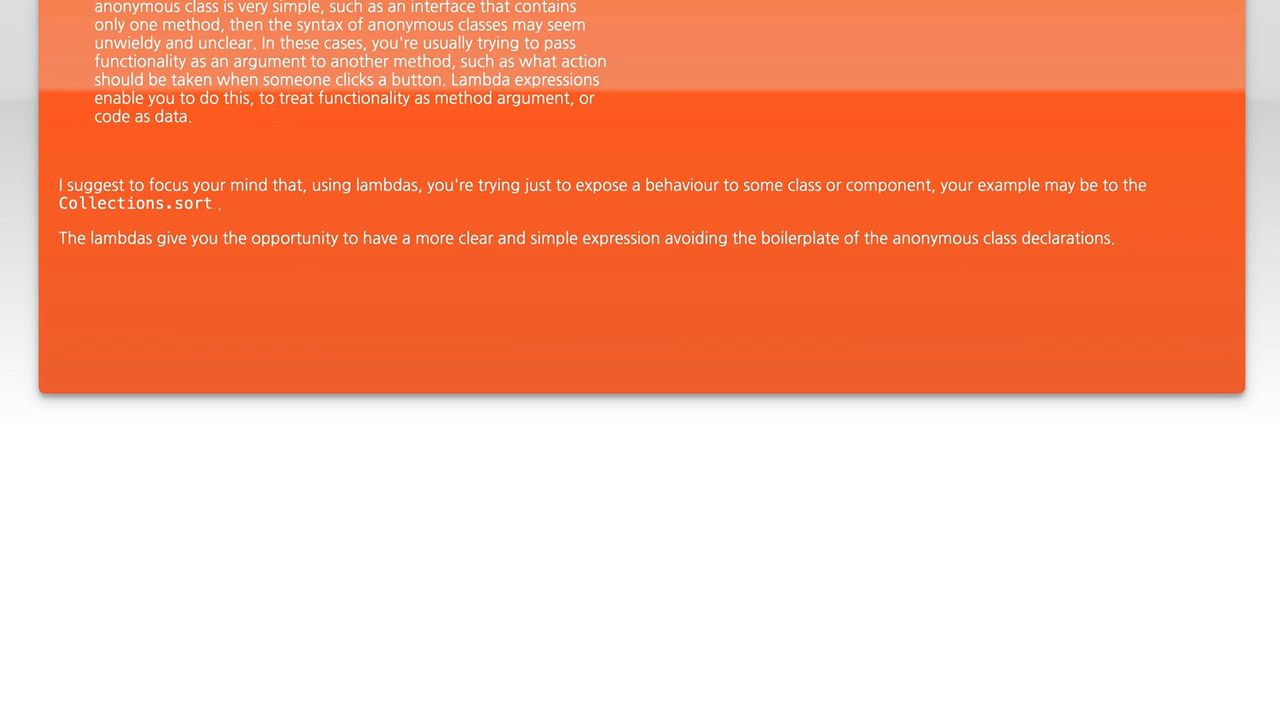 anonymous class is very simple, such as an interface that contains
only one method, then the syntax of anonymous classes may seem
unwieldy and unclear. In these cases, you're usually trying to pass
functionality as an argument to another method, such as what action
should be taken when someone clicks a button. Lambda expressions
enable you to do this, to treat functionality as method argument, or
code as data.
I suggest to focus your mind that, using lambdas, you're trying just to expose a behaviour to some class or component, your example may be to the
Collections.sort .
The lambdas give you the opportunity to have a more clear and simple expression avoiding the boilerplate of the anonymous class declarations.